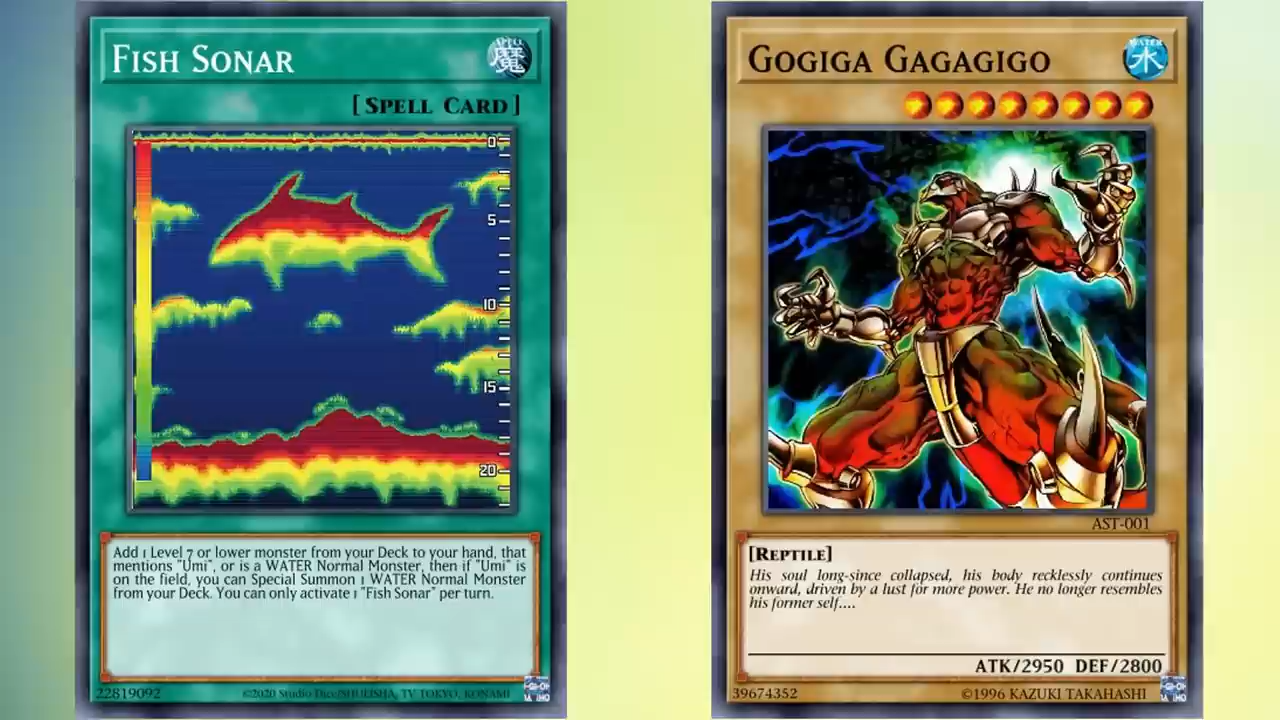 Fish Sonar
SPELL
魔
[Spell Card]
0
5
10
15
20
Add 1 Level 7 or lower monster from your Deck to your hand, that
mentions "Umi", or is a WATER Normal Monster, then if "Umi" is
on the field, you can Special Summon 1 WATER Normal Monster
from your Deck. You can only activate 1 "Fish Sonar" per turn.
22819092
©2020 Studio Dice/SHUEISHA, TV TOKYO, KONAMI
Gogiga Gagagigo
WATER
水
AST-001
[Reptile]
His soul long-since collapsed, his body recklessly continues
onward, driven by a lust for more power. He no longer resembles
his former self....
ATK/2950 DEF/2800
39674352
©1996 KAZUKI TAKAHASHI